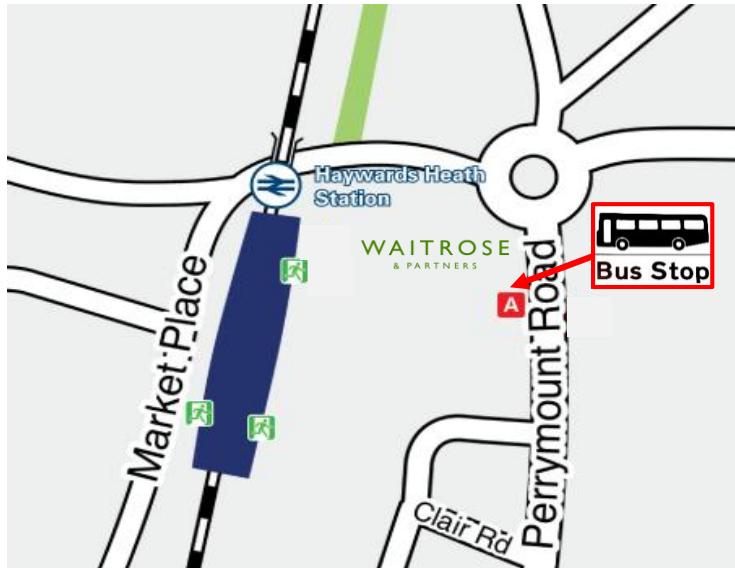 Haywards Heath
Station
WAITROSE
& PARTNERS
Bus Stop
A
Market Place
Perrymount Road
Clair Rd